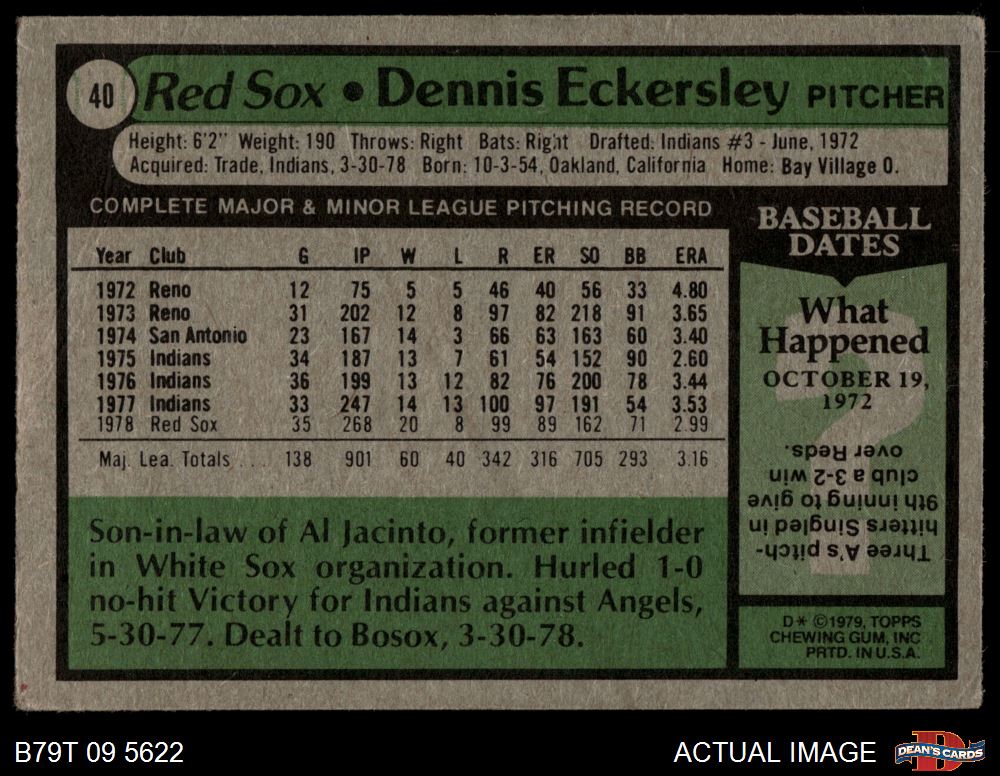 40 Red Sox • Dennis Eckersley PITCHER
Height: 6'2" Weight: 190 Throws: Right Bats: Right Drafted: Indians #3 - June, 1972
Acquired: Trade, Indians, 3-30-78 Born: 10-3-54, Oakland, California Home: Bay Village O.
COMPLETE MAJOR & MINOR LEAGUE PITCHING RECORD
Year Club G IP W L R ER SO BB ERA
1972 Reno 12 75 5 5 46 40 56 33 4.80
1973 Reno 31 202 12 8 97 82 218 91 3.65
1974 San Antonio 23 167 14 3 66 63 163 60 3.40
1975 Indians 34 187 13 7 61 54 152 90 2.60
1976 Indians 36 199 13 12 82 76 200 78 3.44
1977 Indians 33 247 14 13 100 97 191 54 3.53
1978 Red Sox 35 268 20 8 99 89 162 71 2.99
Maj. Lea. Totals . . . 138 901 60 40 342 316 705 293 3.16
Son-in-law of Al Jacinto, former infielder
in White Sox organization. Hurled 1-0
no-hit Victory for Indians against Angels,
5-30-77. Dealt to Bosox, 3-30-78.
BASEBALL
DATES
What
Happened
OCTOBER 19,
1972
Three A's pitch-
hitters Singled in
9th inning to give
club a 3-2 win
over Reds.
D* ©1979, TOPPS
CHEWING GUM, INC
PRTD. IN U.S.A.
B79T 09 5622
ACTUAL IMAGE
D
DEAN'S CARDS